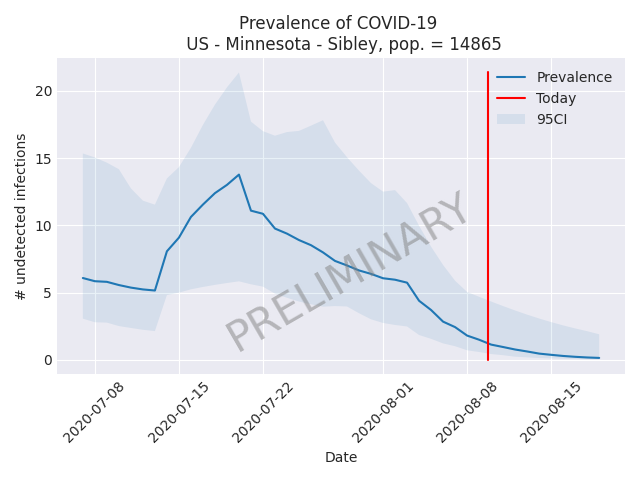 Prevalence of COVID-19
US - Minnesota - Sibley, pop. = 14865
# undetected infections
20
15
10
5
0
Prevalence
Today
95CI
PRELIMINARY
2020-07-08
2020-07-15
2020-07-22
2020-08-01
2020-08-08
2020-08-15
Date